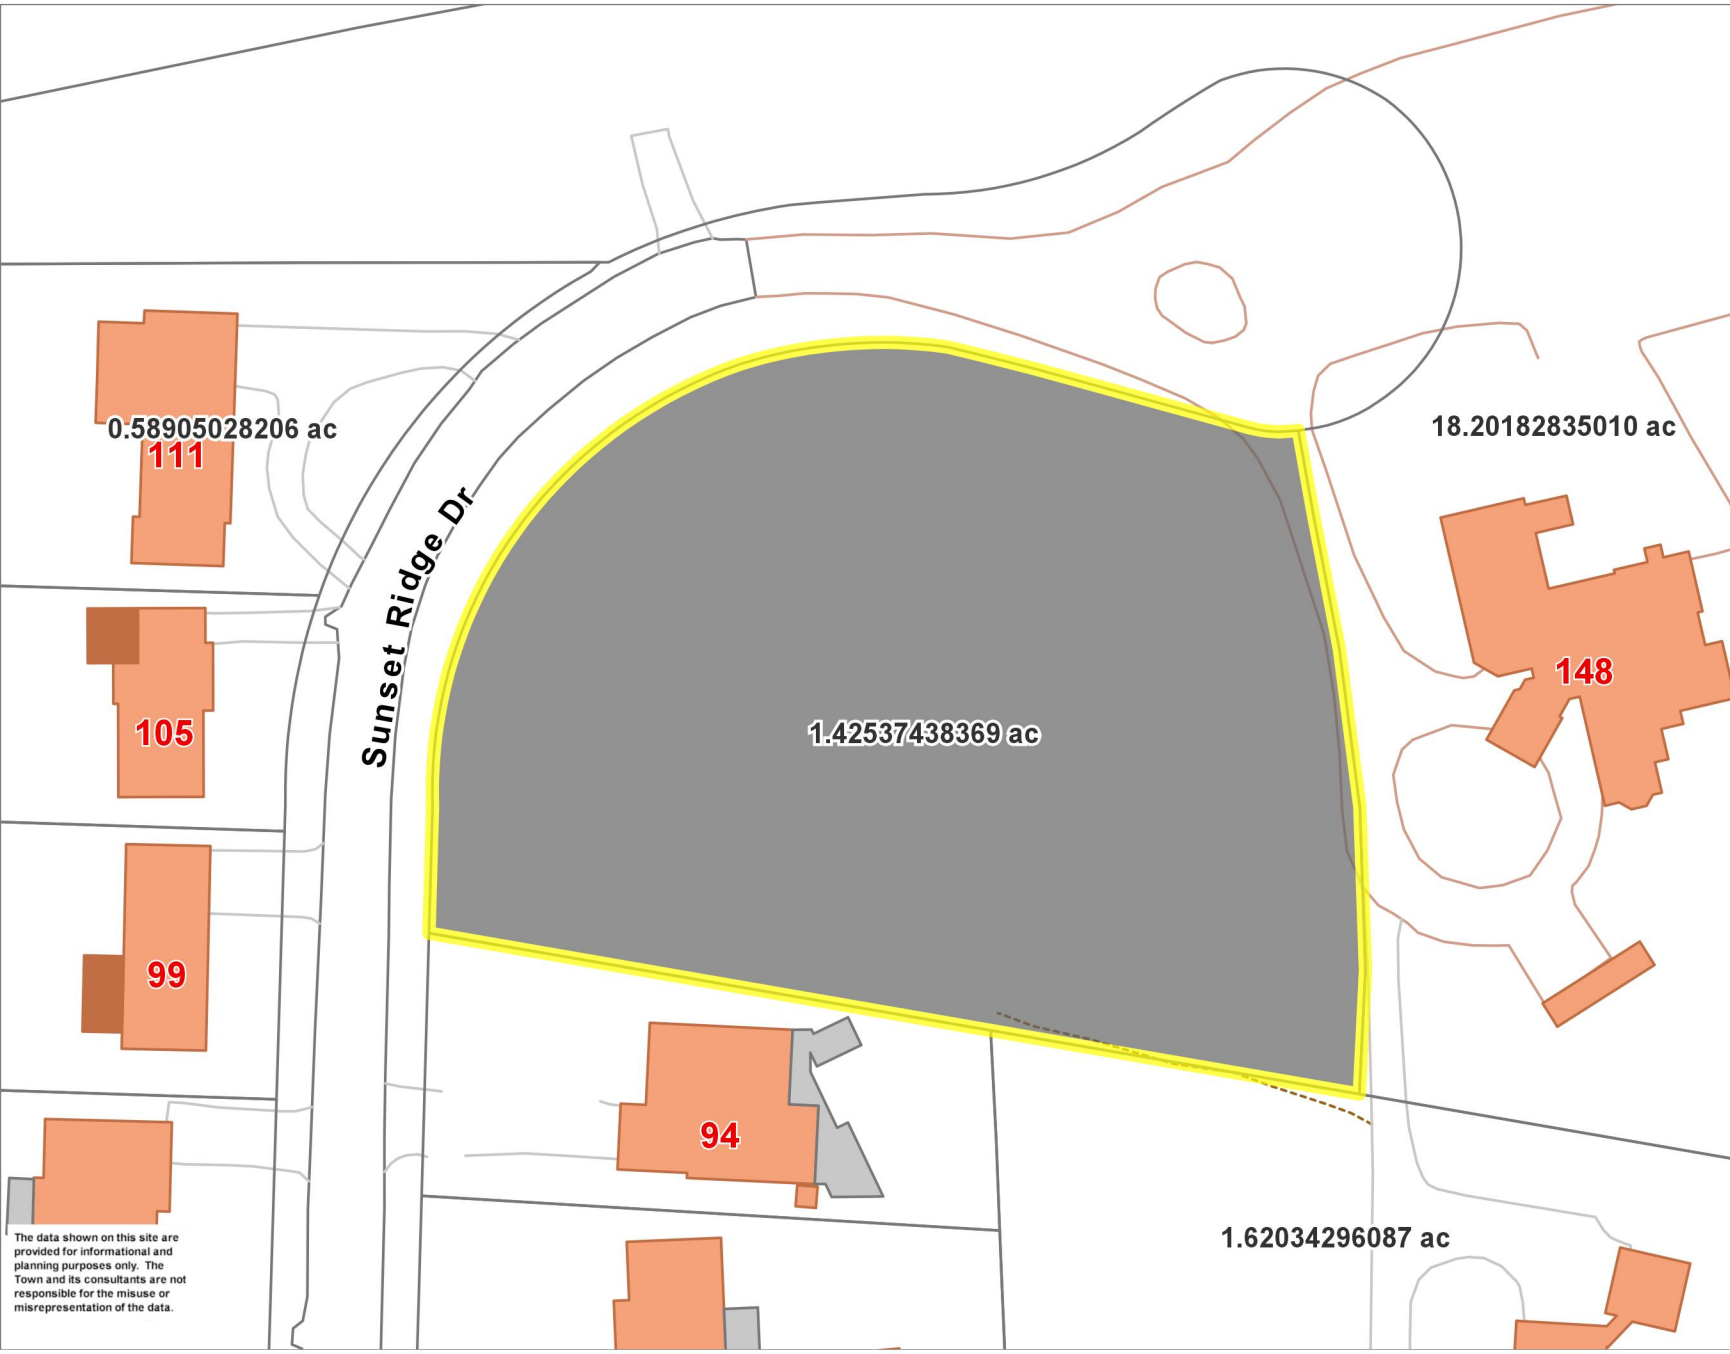 0.58905028206 ac
111
18.20182835010 ac
Sunset Ridge Dr
148
105
1.42537438369 ac
99
94
1.62034296087 ac
The data shown on this site are
provided for informational and
planning purposes only. The
Town and its consultants are not
responsible for the misuse or
misrepresentation of the data.